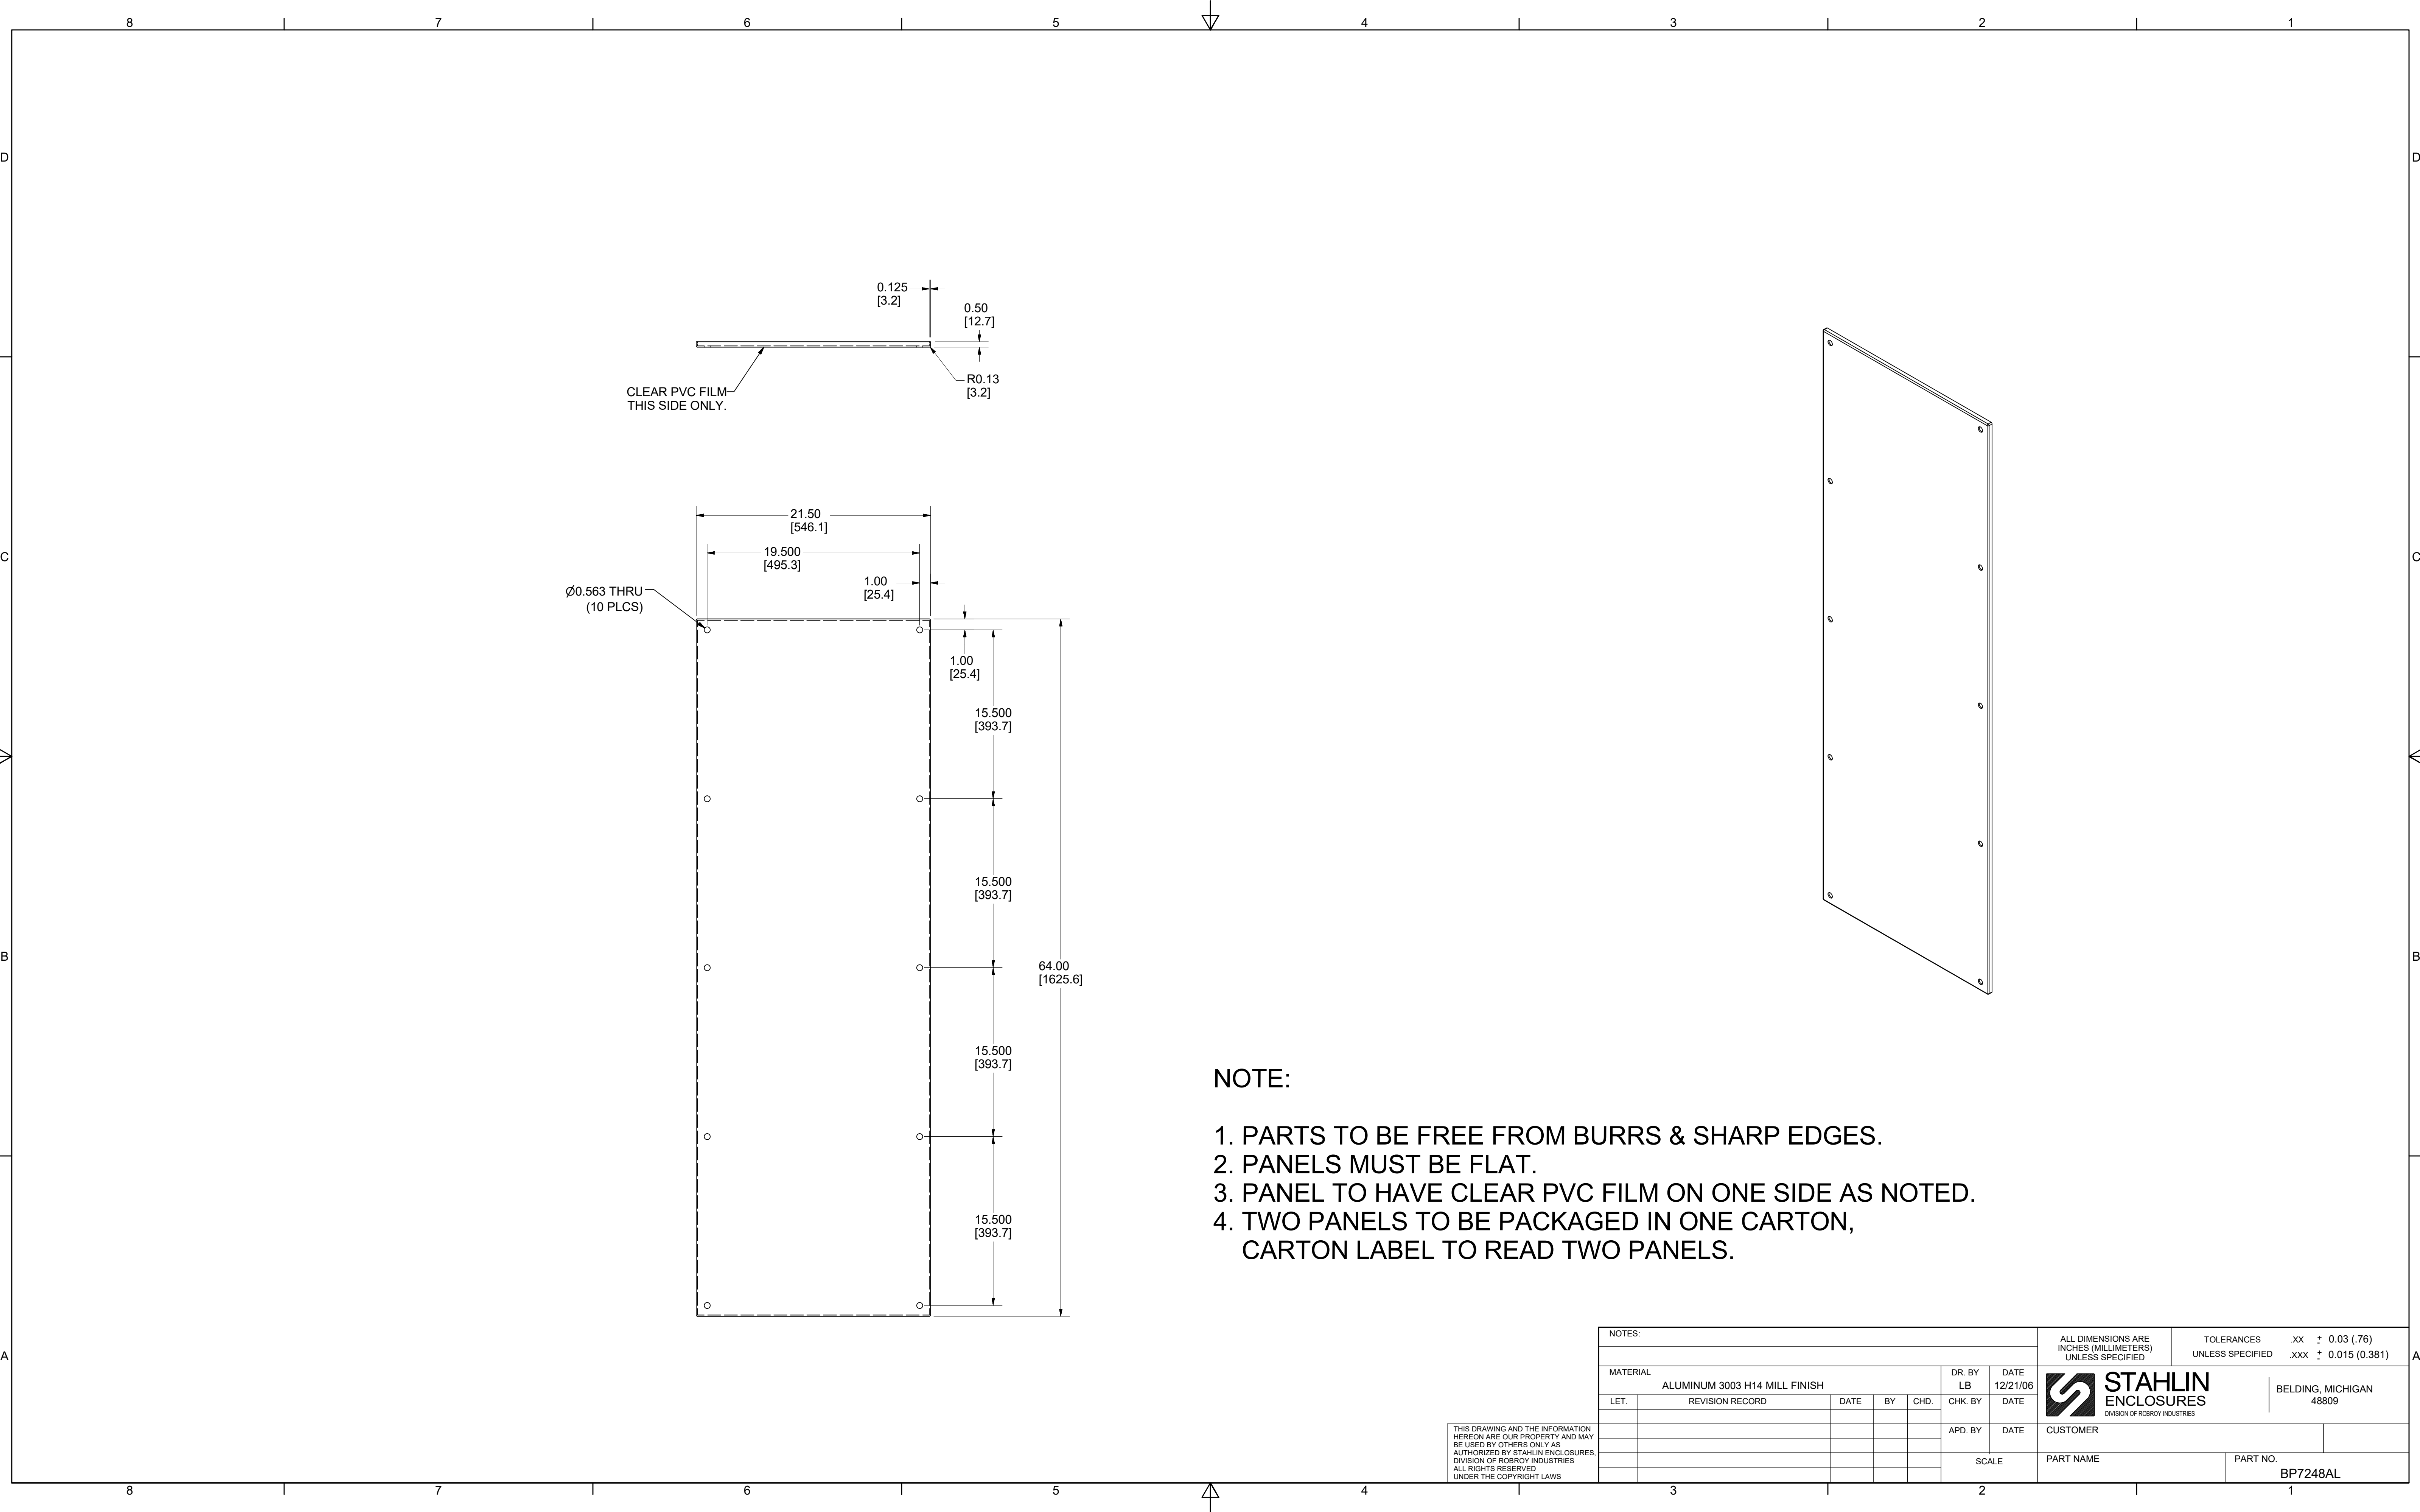 8 7 6 5 4 3 2 1
D D
0.125
[3.2]
0.50
[12.7]
R0.13
[3.2]
CLEAR PVC FILM
THIS SIDE ONLY.
21.50
[546.1]
19.500
[495.3]
1.00
[25.4]
C C
Ø0.563 THRU
(10 PLCS)
1.00
[25.4]
15.500
[393.7]
15.500
[393.7]
B B
64.00
[1625.6]
15.500
[393.7]
15.500
[393.7]
NOTE:
1. PARTS TO BE FREE FROM BURRS & SHARP EDGES.
2. PANELS MUST BE FLAT.
3. PANEL TO HAVE CLEAR PVC FILM ON ONE SIDE AS NOTED.
4. TWO PANELS TO BE PACKAGED IN ONE CARTON,
CARTON LABEL TO READ TWO PANELS.
A A
THIS DRAWING AND THE INFORMATION
HEREON ARE OUR PROPERTY AND MAY
BE USED BY OTHERS ONLY AS
AUTHORIZED BY STAHLIN ENCLOSURES,
DIVISION OF ROBROY INDUSTRIES
ALL RIGHTS RESERVED
UNDER THE COPYRIGHT LAWS
NOTES:
MATERIAL
ALUMINUM 3003 H14 MILL FINISH
LET. REVISION RECORD DATE BY CHD.
DR. BY DATE
LB 12/21/06
CHK. BY DATE
APD. BY DATE
SCALE
ALL DIMENSIONS ARE
INCHES (MILLIMETERS)
UNLESS SPECIFIED
TOLERANCES .XX ± 0.03 (.76)
UNLESS SPECIFIED .XXX ± 0.015 (0.381)
STAHLIN
ENCLOSURES
DIVISION OF ROBROY INDUSTRIES
BELDING, MICHIGAN
48809
CUSTOMER
PART NAME
PART NO.
BP7248AL
8 7 6 5 4 3 2 1